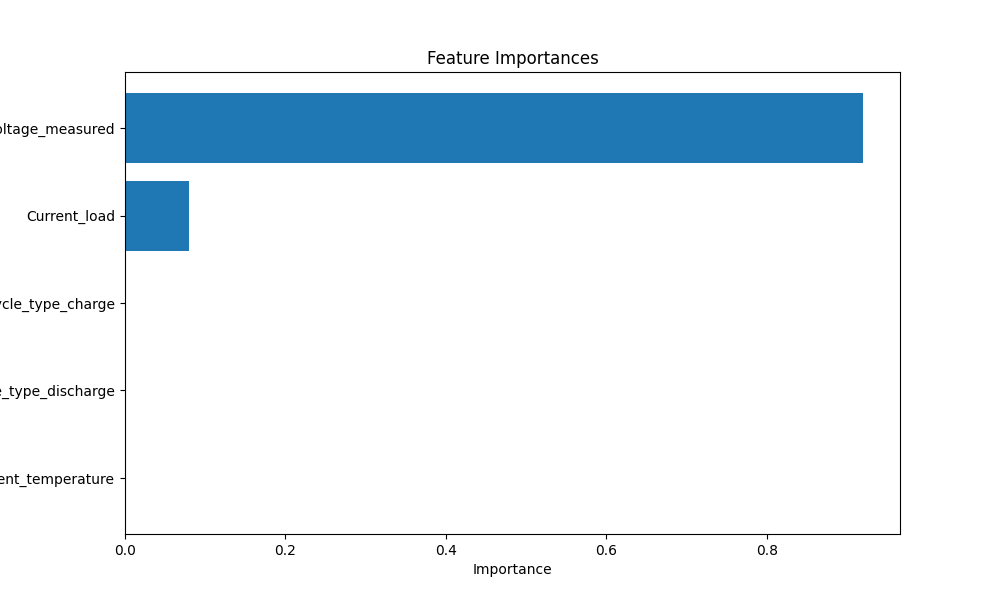 Feature Importances
oltage_measured
Current_load
ycle_type_charge
e_type_discharge
ent_temperature
0.0 0.2 0.4 0.6 0.8
Importance